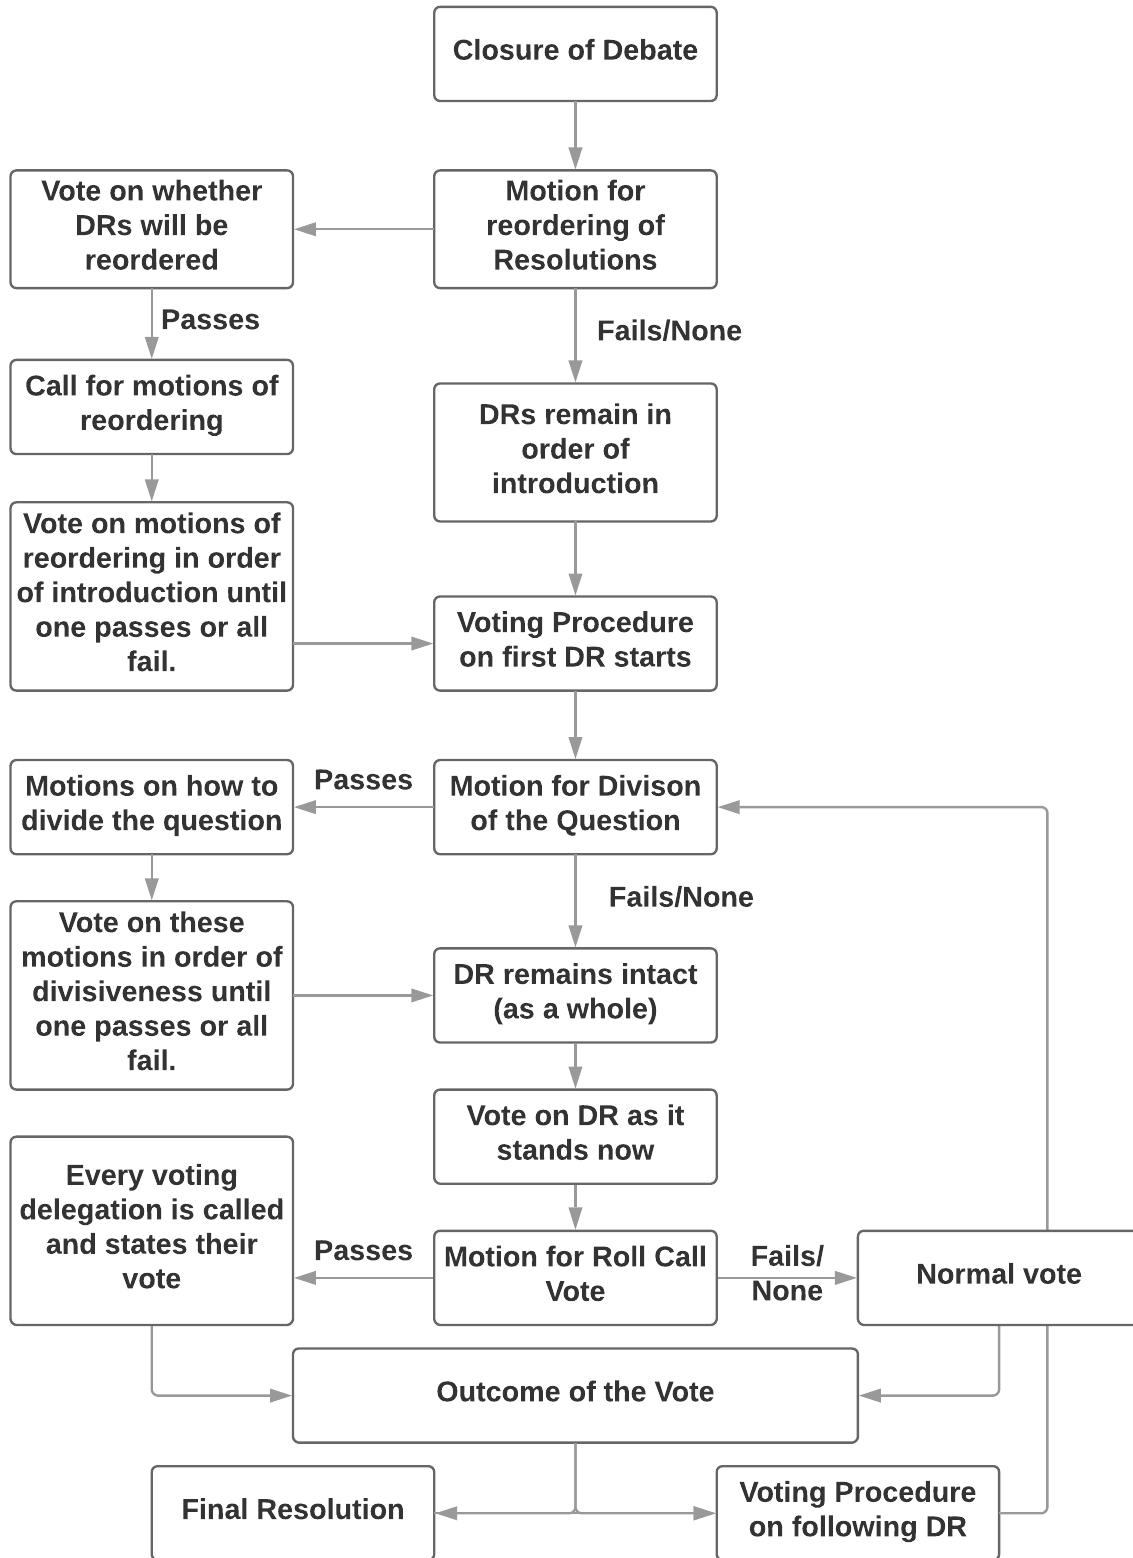 Closure of Debate
Vote on whether
DRs will be
reordered
Motion for
reordering of
Resolutions
Passes
Fails/None
Call for motions of
reordering
DRs remain in
order of
introduction
Vote on motions of
reordering in order
of introduction until
one passes or all
fail.
Voting Procedure
on first DR starts
Motions on how to
divide the question
Passes
Motion for Divison
of the Question
Fails/None
Vote on these
motions in order of
divisiveness until
one passes or all
fail.
DR remains intact
(as a whole)
Vote on DR as it
stands now
Every voting
delegation is called
and states their
vote
Passes
Motion for Roll Call
Vote
Fails/
None
Normal vote
Outcome of the Vote
Final Resolution
Voting Procedure
on following DR